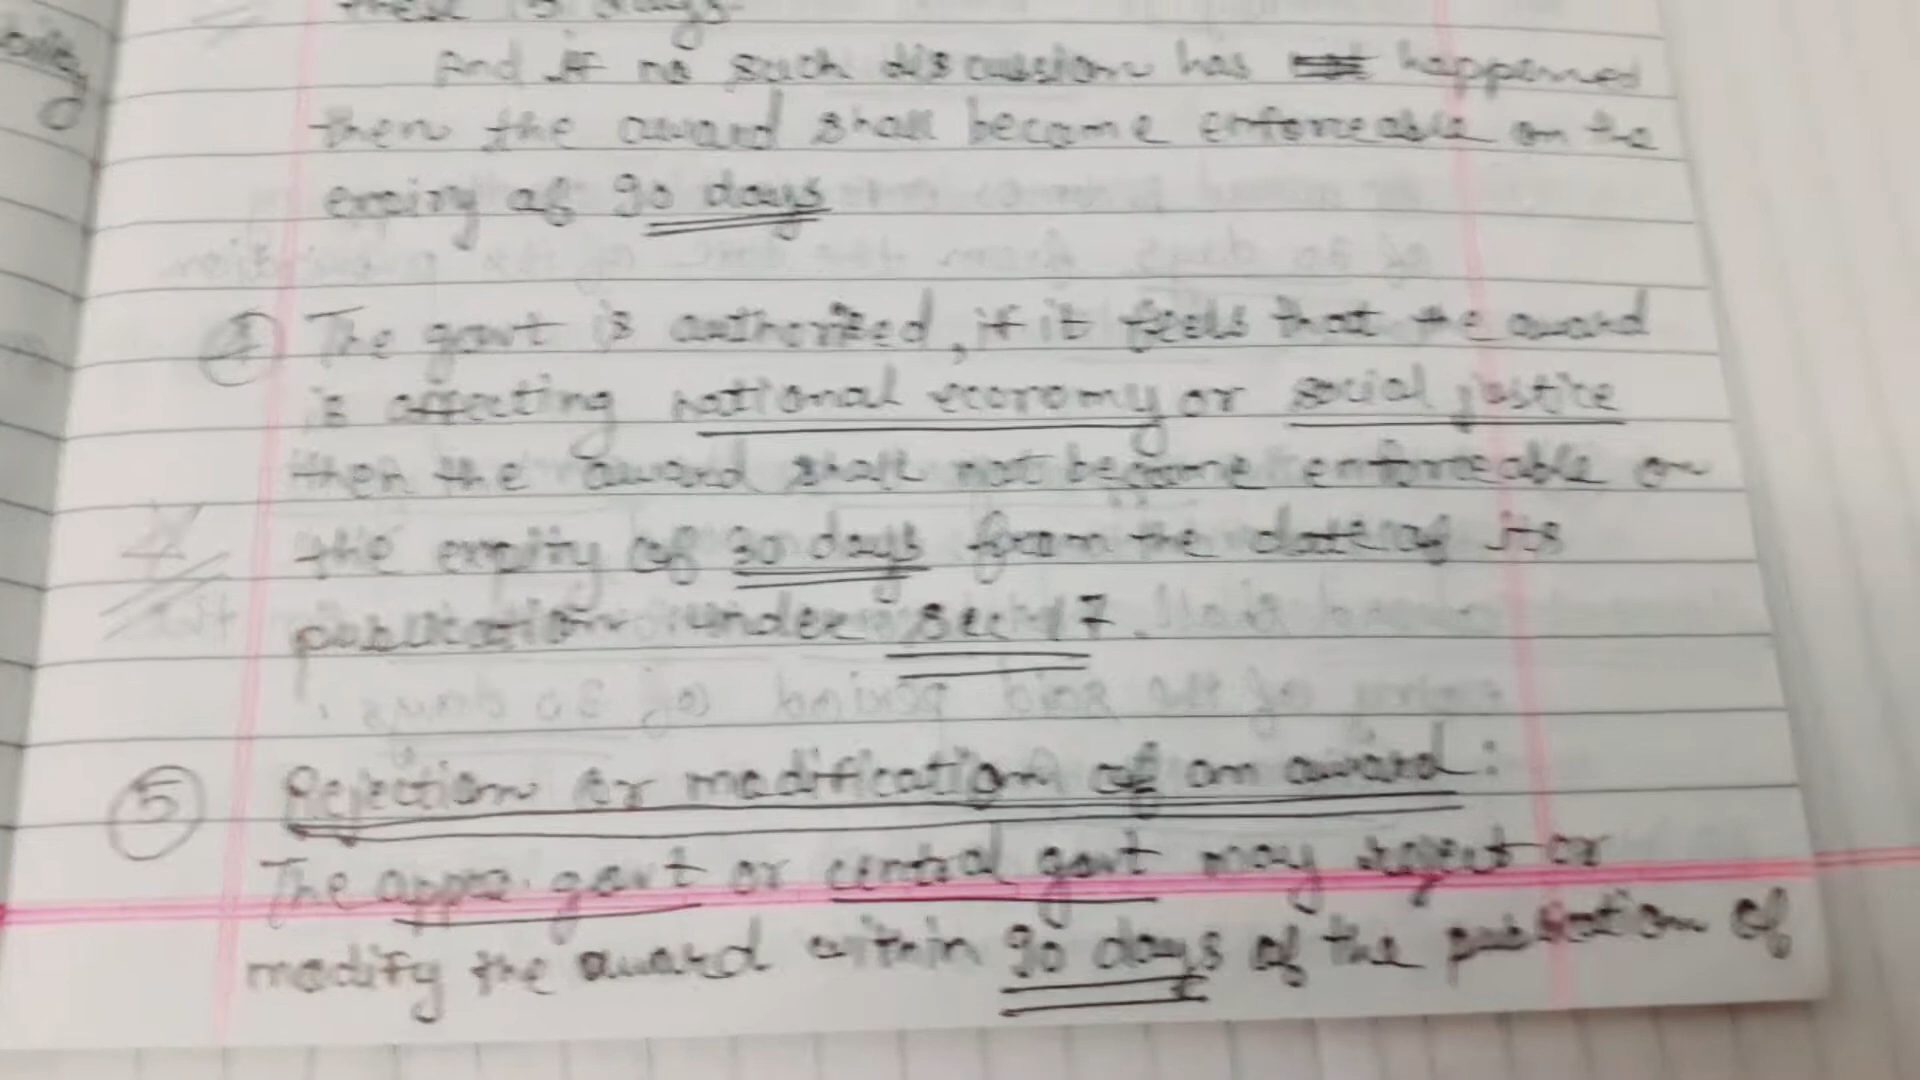 these 15 days.
And if no such discussion has happened
then the award shall become enforceable on the
expiry of 90 days
④ The govt is authorized, if it feels that the award
is affecting national economy or social justice
then the award shall not become enforceable on
the expiry of 30 days from the date of its
publication under sec 17.
⑤ Rejection or modification of an award:
The appro. govt or central govt may reject or
modify the award within 90 days of the publication of